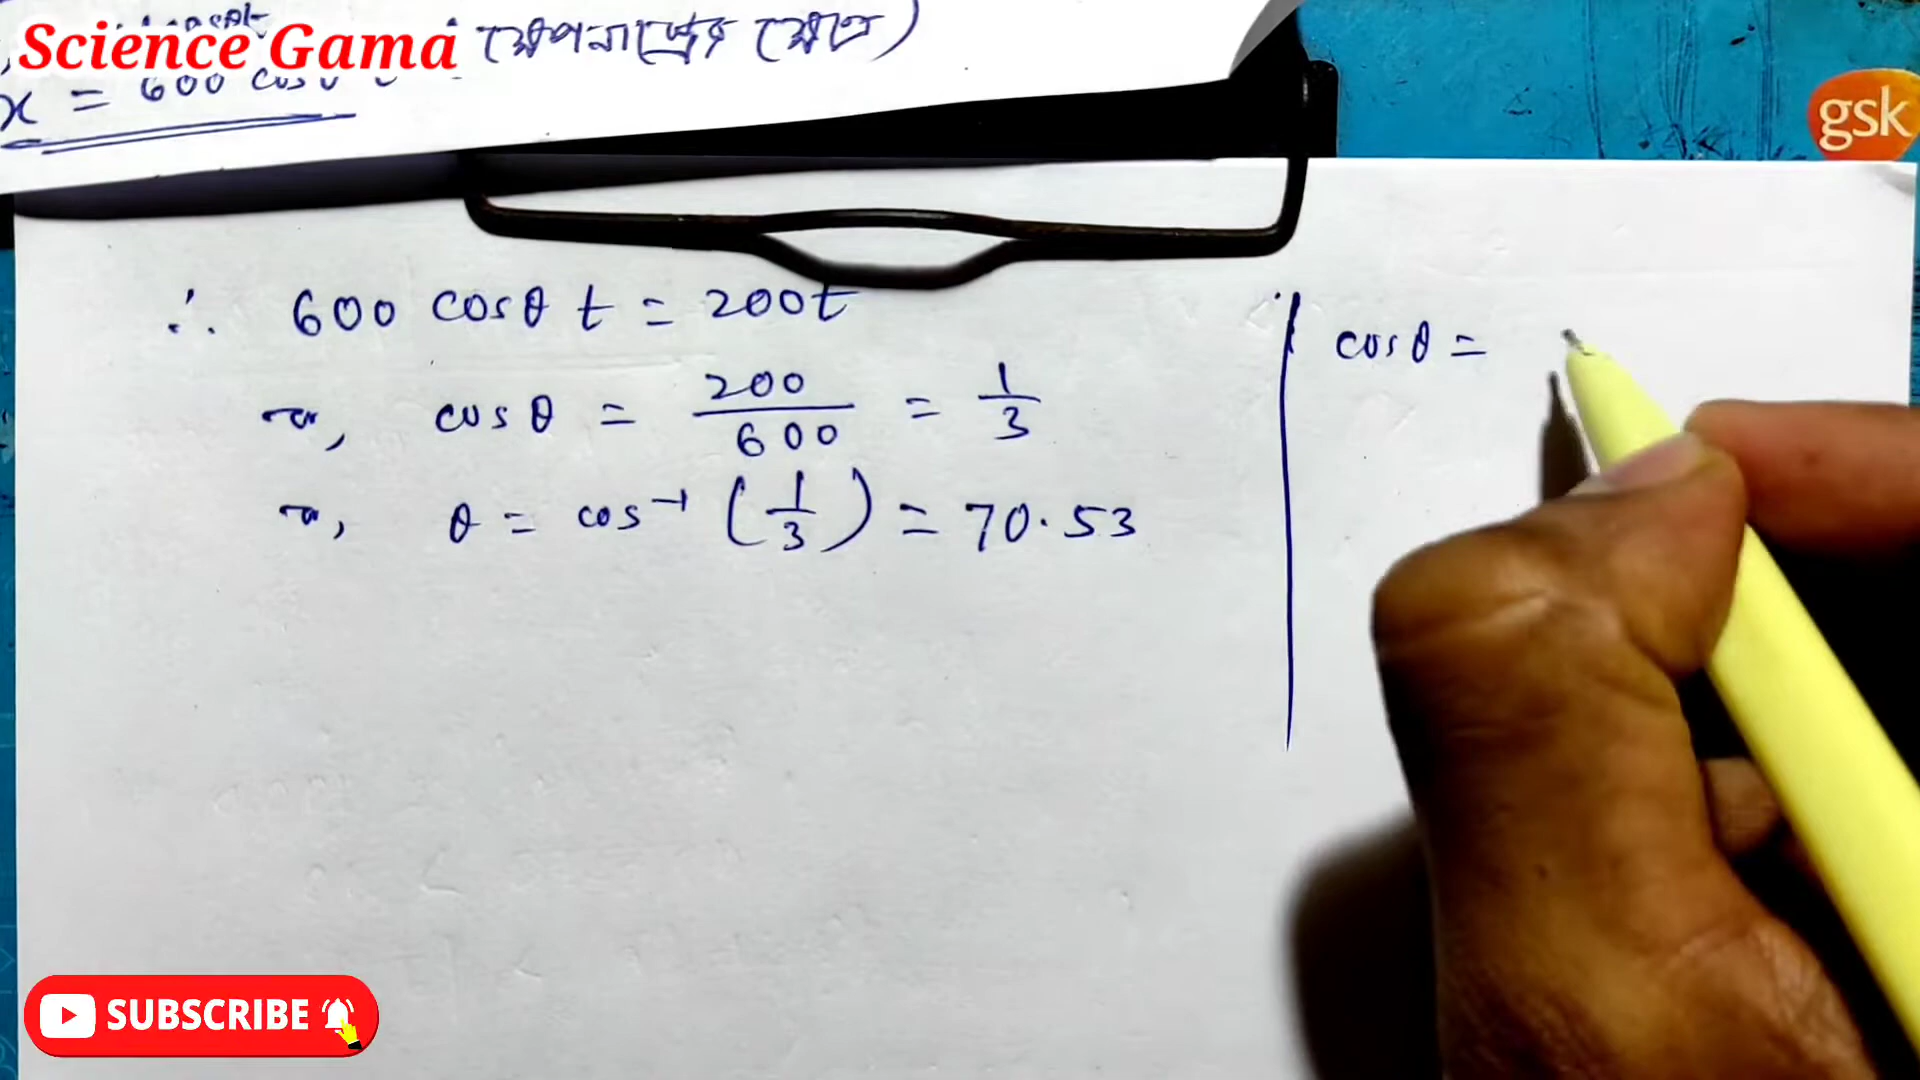 Science Gama
x = 600 cosθ
gsk
∴ 600 cosθ t = 200t
বা, cosθ = 200/600 = 1/3
বা, θ = cos⁻¹ (1/3) = 70.53
cosθ =
SUBSCRIBE